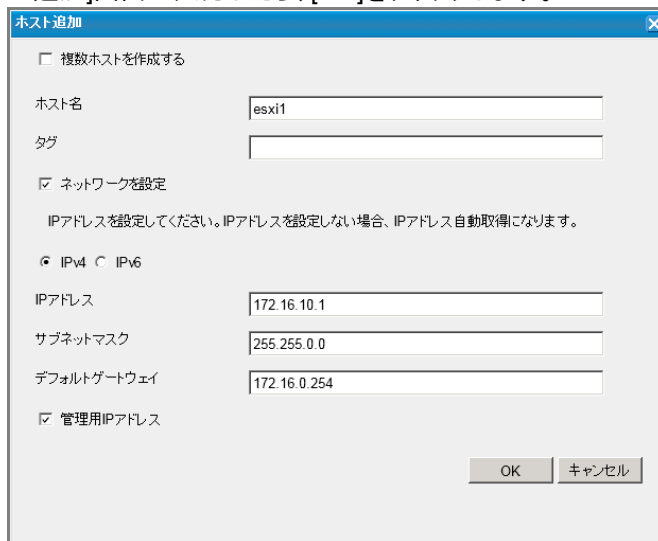 ホスト追加
複数ホストを作成する
ホスト名
esxi1
タグ
ネットワークを設定
IPアドレスを設定してください。IPアドレスを設定しない場合、IPアドレス自動取得になります。
IPv4 IPv6
IPアドレス
172.16.10.1
サブネットマスク
255.255.0.0
デフォルトゲートウェイ
172.16.0.254
管理用IPアドレス
OK キャンセル